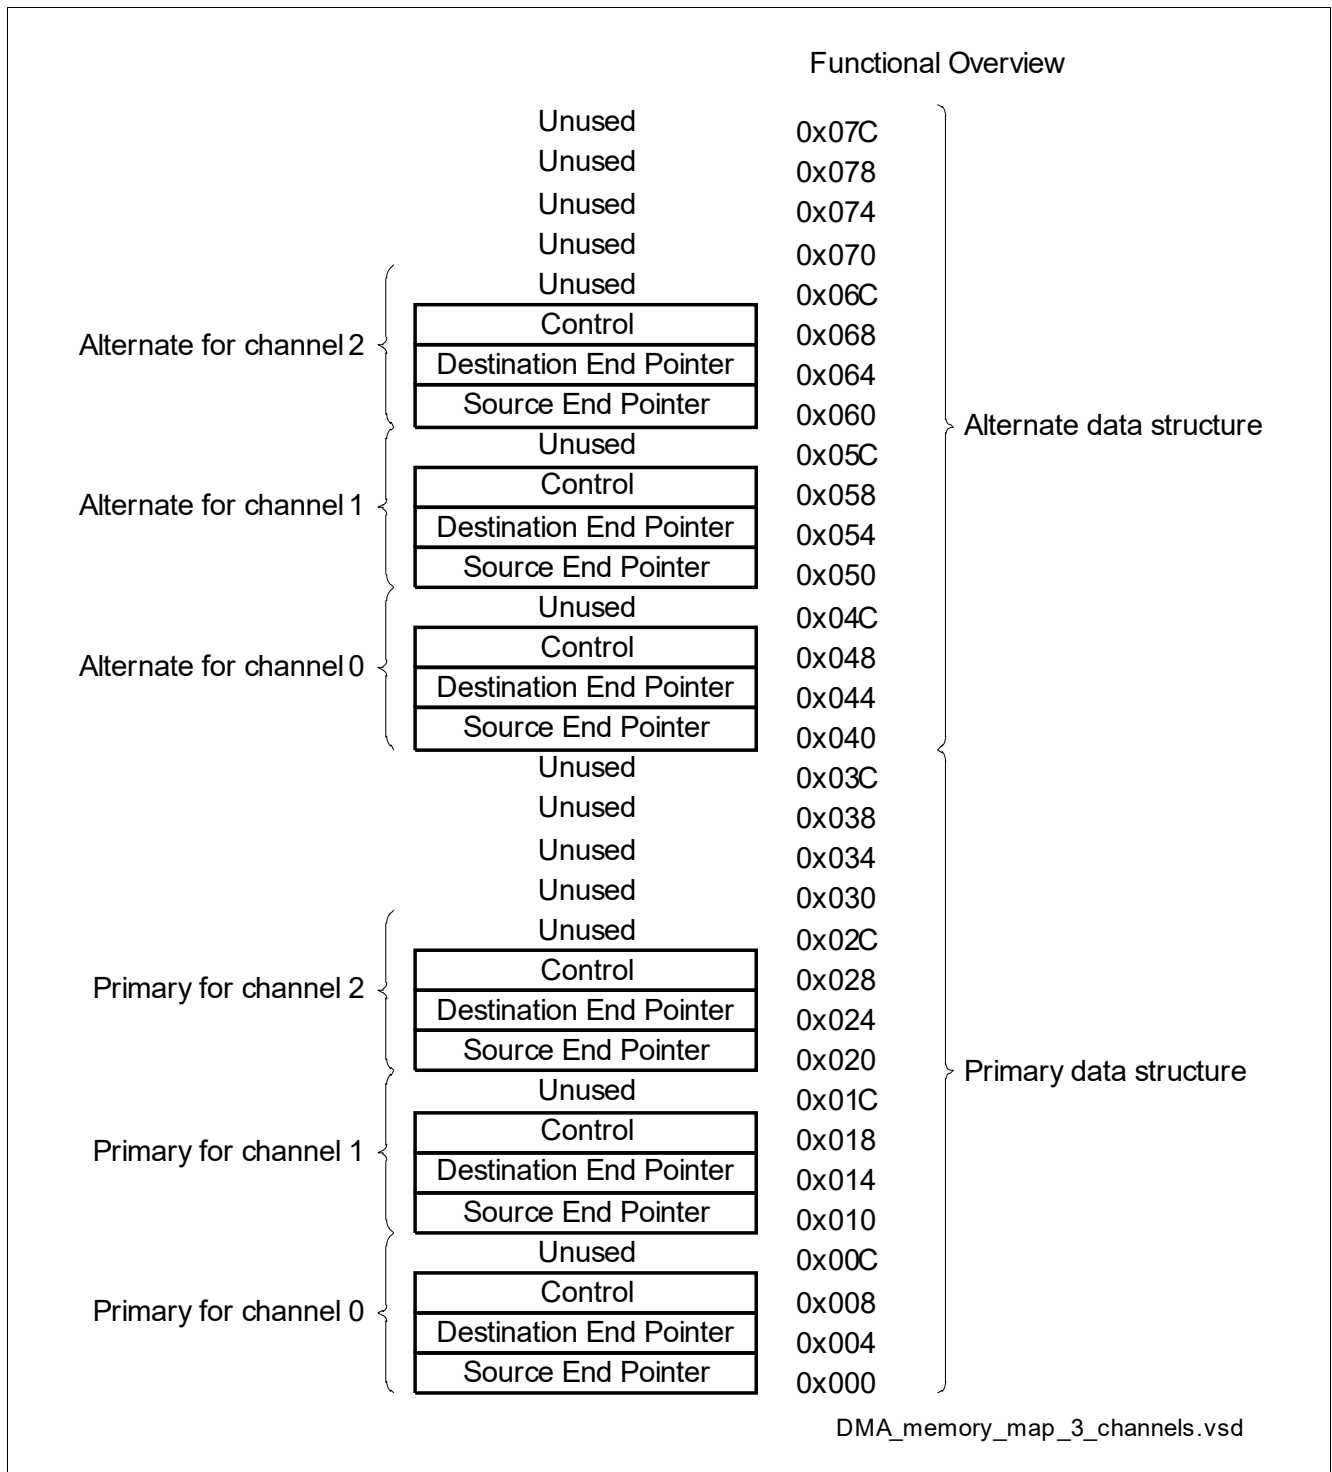 Functional Overview
Unused 0x07C
Unused 0x078
Unused 0x074
Unused 0x070
Unused 0x06C
Control 0x068
Alternate for channel 2
Destination End Pointer 0x064
Source End Pointer 0x060
Alternate data structure
Unused 0x05C
Control 0x058
Alternate for channel 1
Destination End Pointer 0x054
Source End Pointer 0x050
Unused 0x04C
Control 0x048
Alternate for channel 0
Destination End Pointer 0x044
Source End Pointer 0x040
Unused 0x03C
Unused 0x038
Unused 0x034
Unused 0x030
Unused 0x02C
Control 0x028
Primary for channel 2
Destination End Pointer 0x024
Source End Pointer 0x020
Primary data structure
Unused 0x01C
Control 0x018
Primary for channel 1
Destination End Pointer 0x014
Source End Pointer 0x010
Unused 0x00C
Control 0x008
Primary for channel 0
Destination End Pointer 0x004
Source End Pointer 0x000
DMA_memory_map_3_channels.vsd